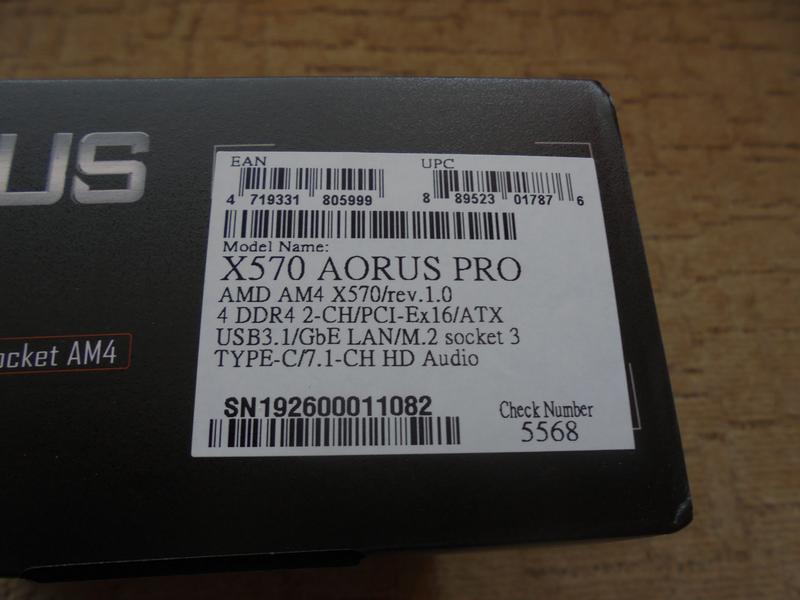 US
ocket AM4
EAN UPC
4 719331 805999 8 89523 01787 6
Model Name:
X570 AORUS PRO
AMD AM4 X570/rev.1.0
4 DDR4 2-CH/PCI-Ex16/ATX
USB3.1/GbE LAN/M.2 socket 3
TYPE-C/7.1-CH HD Audio
SN192600011082
Check Number
5568